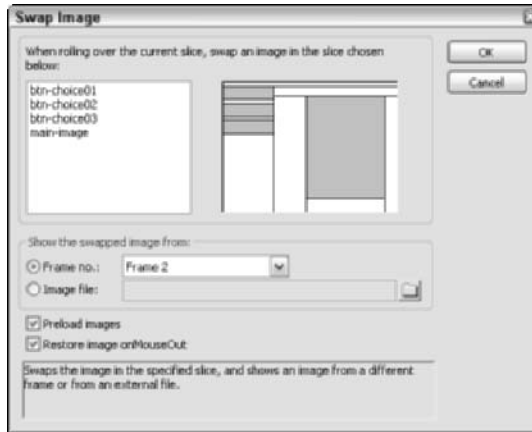 Swap Image
When rolling over the current slice, swap an image in the slice chosen
below:
btn-choice01
btn-choice02
btn-choice03
main-image
OK
Cancel
Show the swapped image from:
Frame no.:
Frame 2
Image file:
Preload images
Restore image onMouseOut
Swaps the image in the specified slice, and shows an image from a different
frame or from an external file.